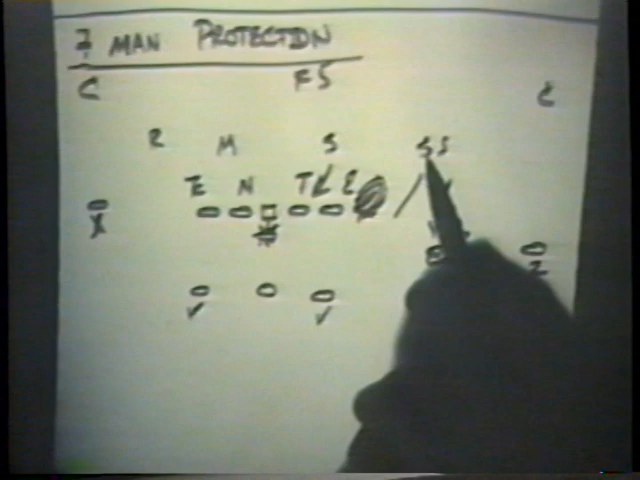 7 MAN PROTECTION
C FS C
R M S SS
E N T E
X
Z